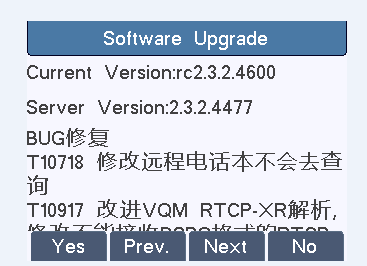 Software Upgrade
Current Version:rc2.3.2.4600
Server Version:2.3.2.4477
BUG修复
T10718 修改远程电话本不会去查
询
T10917 改进VQM RTCP-XR解析,
Yes Prev. Next No